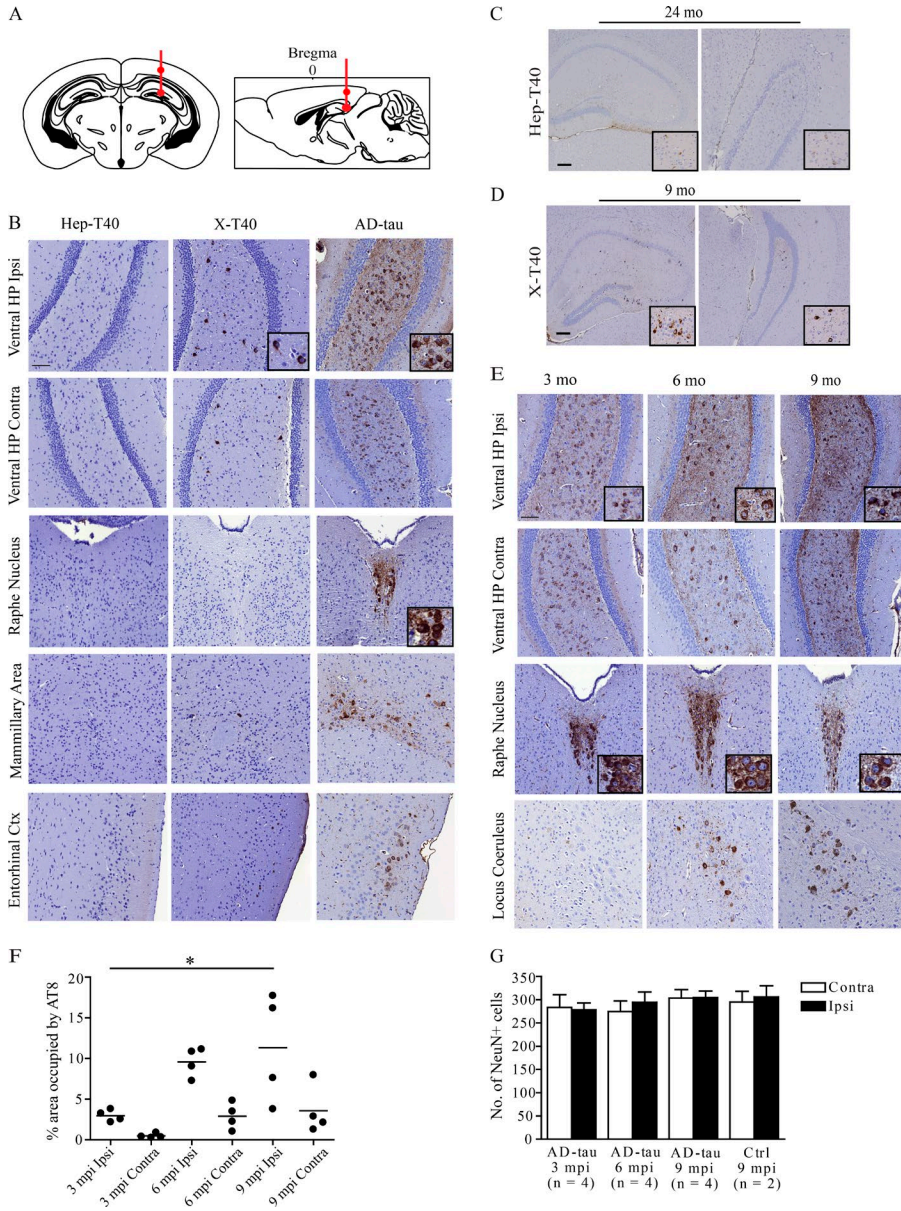 A
Bregma
0
B
Hep-T40
X-T40
AD-tau
Ventral HP Ipsi
Ventral HP Contra
Raphe Nucleus
Mammillary Area
Entorhinal Ctx
C
24 mo
Hep-T40
D
9 mo
X-T40
E
3 mo
6 mo
9 mo
Ventral HP Ipsi
Ventral HP Contra
Raphe Nucleus
Locus Coeruleus
F
*
% area occupied by AT8
20
15
10
5
0
3 mpi Ipsi
3 mpi Contra
6 mpi Ipsi
6 mpi Contra
9 mpi Ipsi
9 mpi Contra
G
No. of NeuN+ cells
350
300
250
200
150
100
50
0
Contra
Ipsi
AD-tau
3 mpi
(n = 4)
AD-tau
6 mpi
(n = 4)
AD-tau
9 mpi
(n = 4)
Ctrl
9 mpi
(n = 2)